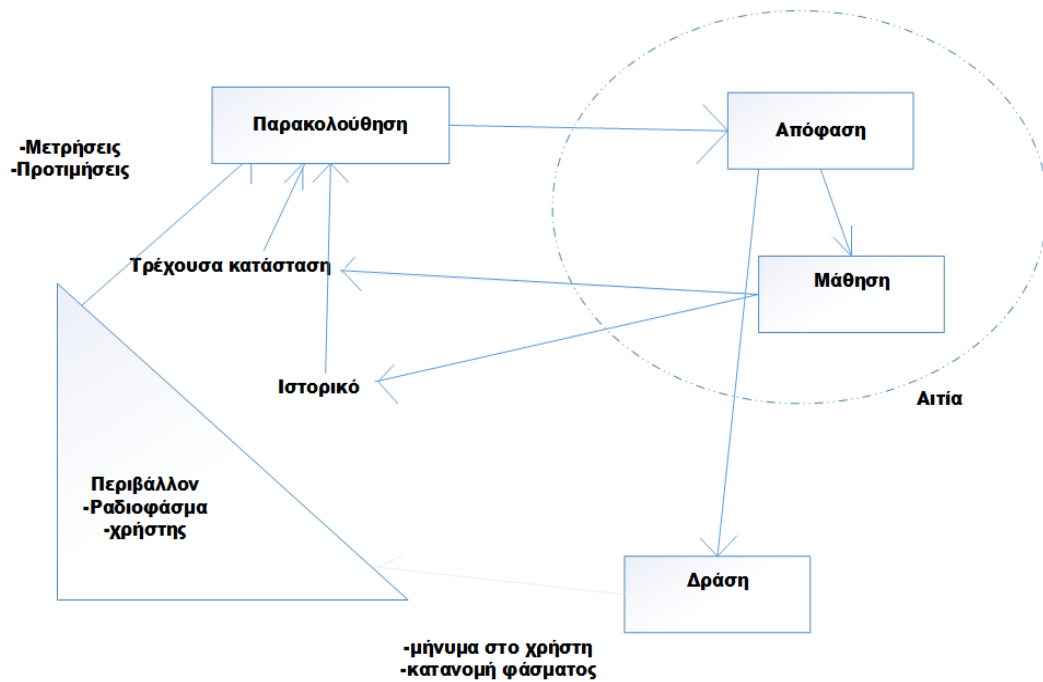 Παρακολούθηση
Απόφαση
-Μετρήσεις
-Προτιμήσεις
Τρέχουσα κατάσταση
Μάθηση
Ιστορικό
Αιτία
Περιβάλλον
-Ραδιοφάσμα
-χρήστης
Δράση
-μήνυμα στο χρήστη
-κατανομή φάσματος